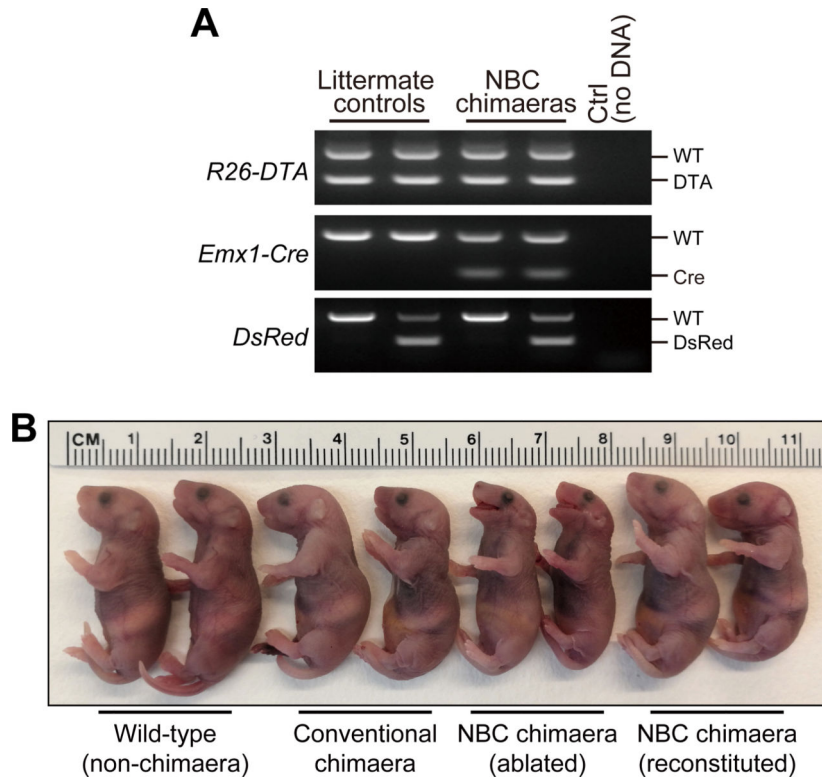 A
Littermate controls
NBC chimaeras
Ctrl (no DNA)
R26-DTA
WT
DTA
Emx1-Cre
WT
Cre
DsRed
WT
DsRed
B
CM 1 2 3 4 5 6 7 8 9 10 11
Wild-type (non-chimaera)
Conventional chimaera
NBC chimaera (ablated)
NBC chimaera (reconstituted)